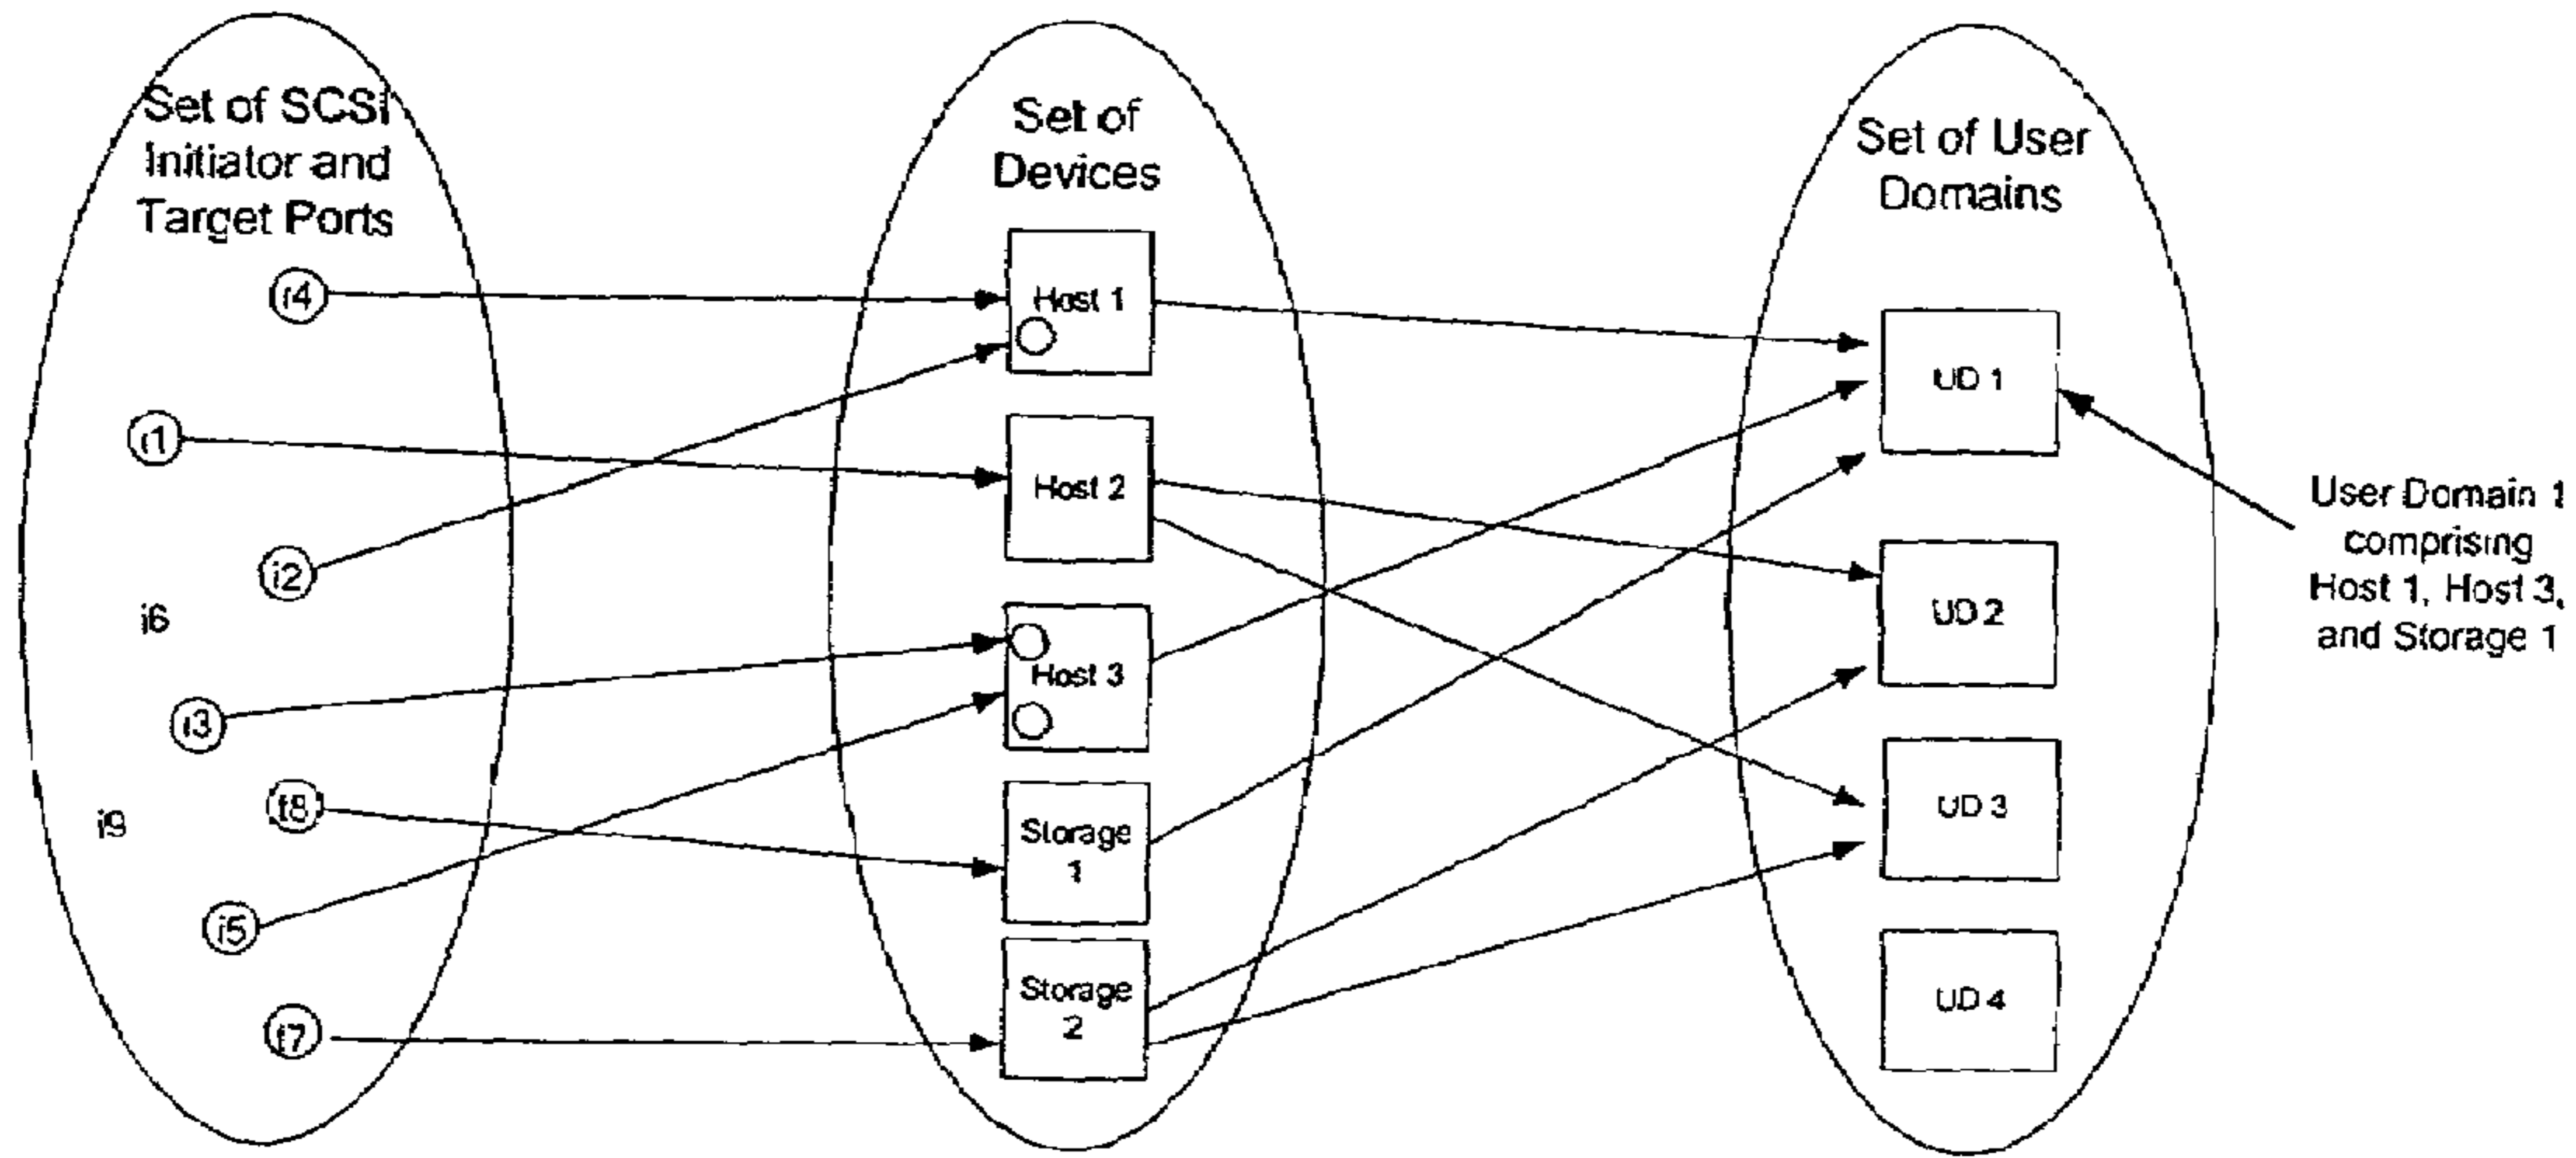 Set of SCSI
Initiator and
Target Ports
i4
i1
i2
i6
i3
t8
i9
i5
t7
Set of
Devices
Host 1
Host 2
Host 3
Storage
1
Storage
2
Set of User
Domains
UD 1
UD 2
UD 3
UD 4
User Domain 1
comprising
Host 1, Host 3,
and Storage 1